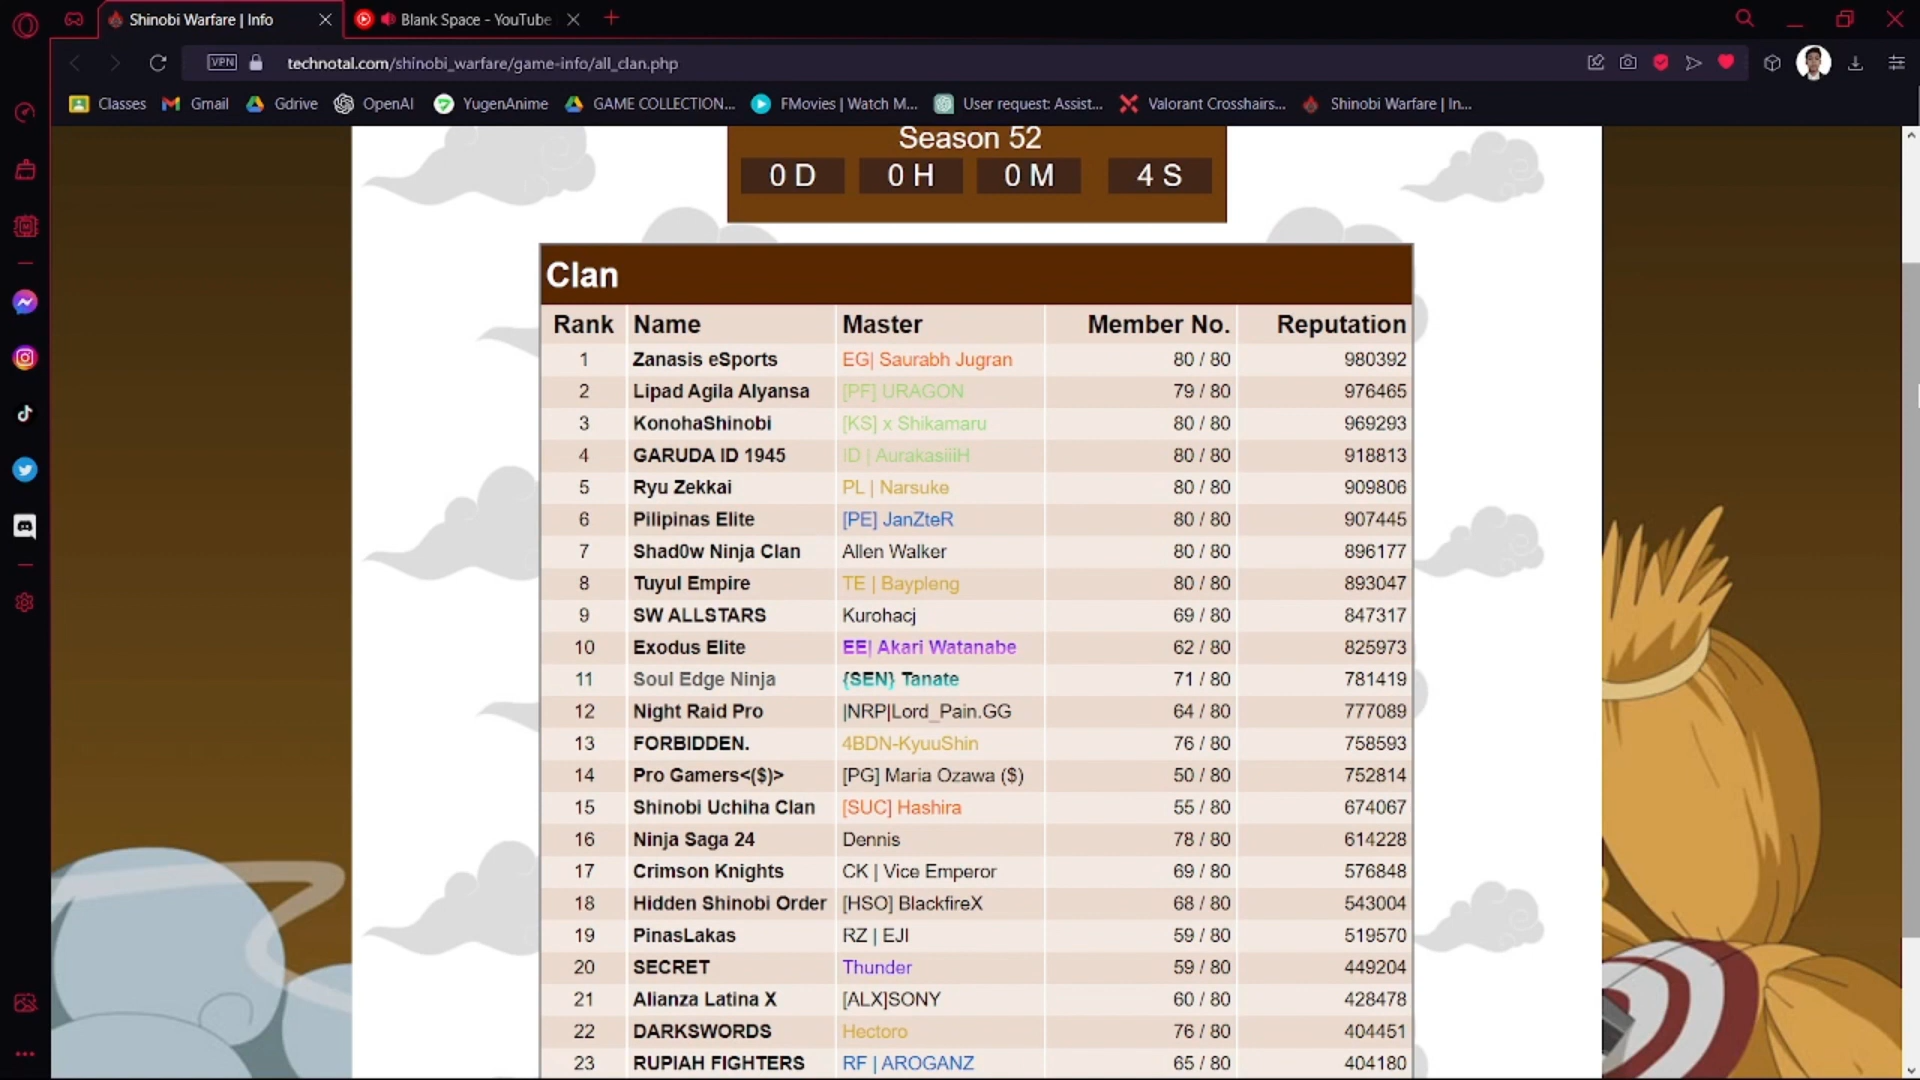 Shinobi Warfare | Info
Blank Space - YouTube
VPN
technotal.com/shinobi_warfare/game-info/all_clan.php
Classes Gmail Gdrive OpenAI YugenAnime GAME COLLECTION... FMovies | Watch M... User request: Assist... Valorant Crosshairs... Shinobi Warfare | In...
Season 52
0 D 0 H 0 M 4 S
Clan
Rank Name Master Member No. Reputation
1 Zanasis eSports EG| Saurabh Jugran 80 / 80 980392
2 Lipad Agila Alyansa [PF] URAGON 79 / 80 976465
3 KonohaShinobi [KS] x Shikamaru 80 / 80 969293
4 GARUDA ID 1945 ID | AurakasiiiH 80 / 80 918813
5 Ryu Zekkai PL | Narsuke 80 / 80 909806
6 Pilipinas Elite [PE] JanZteR 80 / 80 907445
7 Shad0w Ninja Clan Allen Walker 80 / 80 896177
8 Tuyul Empire TE | Baypleng 80 / 80 893047
9 SW ALLSTARS Kurohacj 69 / 80 847317
10 Exodus Elite EE| Akari Watanabe 62 / 80 825973
11 Soul Edge Ninja {SEN} Tanate 71 / 80 781419
12 Night Raid Pro |NRP|Lord_Pain.GG 64 / 80 777089
13 FORBIDDEN. 4BDN-KyuuShin 76 / 80 758593
14 Pro Gamers<($)> [PG] Maria Ozawa ($) 50 / 80 752814
15 Shinobi Uchiha Clan [SUC] Hashira 55 / 80 674067
16 Ninja Saga 24 Dennis 78 / 80 614228
17 Crimson Knights CK | Vice Emperor 69 / 80 576848
18 Hidden Shinobi Order [HSO] BlackfireX 68 / 80 543004
19 PinasLakas RZ | EJI 59 / 80 519570
20 SECRET Thunder 59 / 80 449204
21 Alianza Latina X [ALX]SONY 60 / 80 428478
22 DARKSWORDS Hectoro 76 / 80 404451
23 RUPIAH FIGHTERS RF | AROGANZ 65 / 80 404180